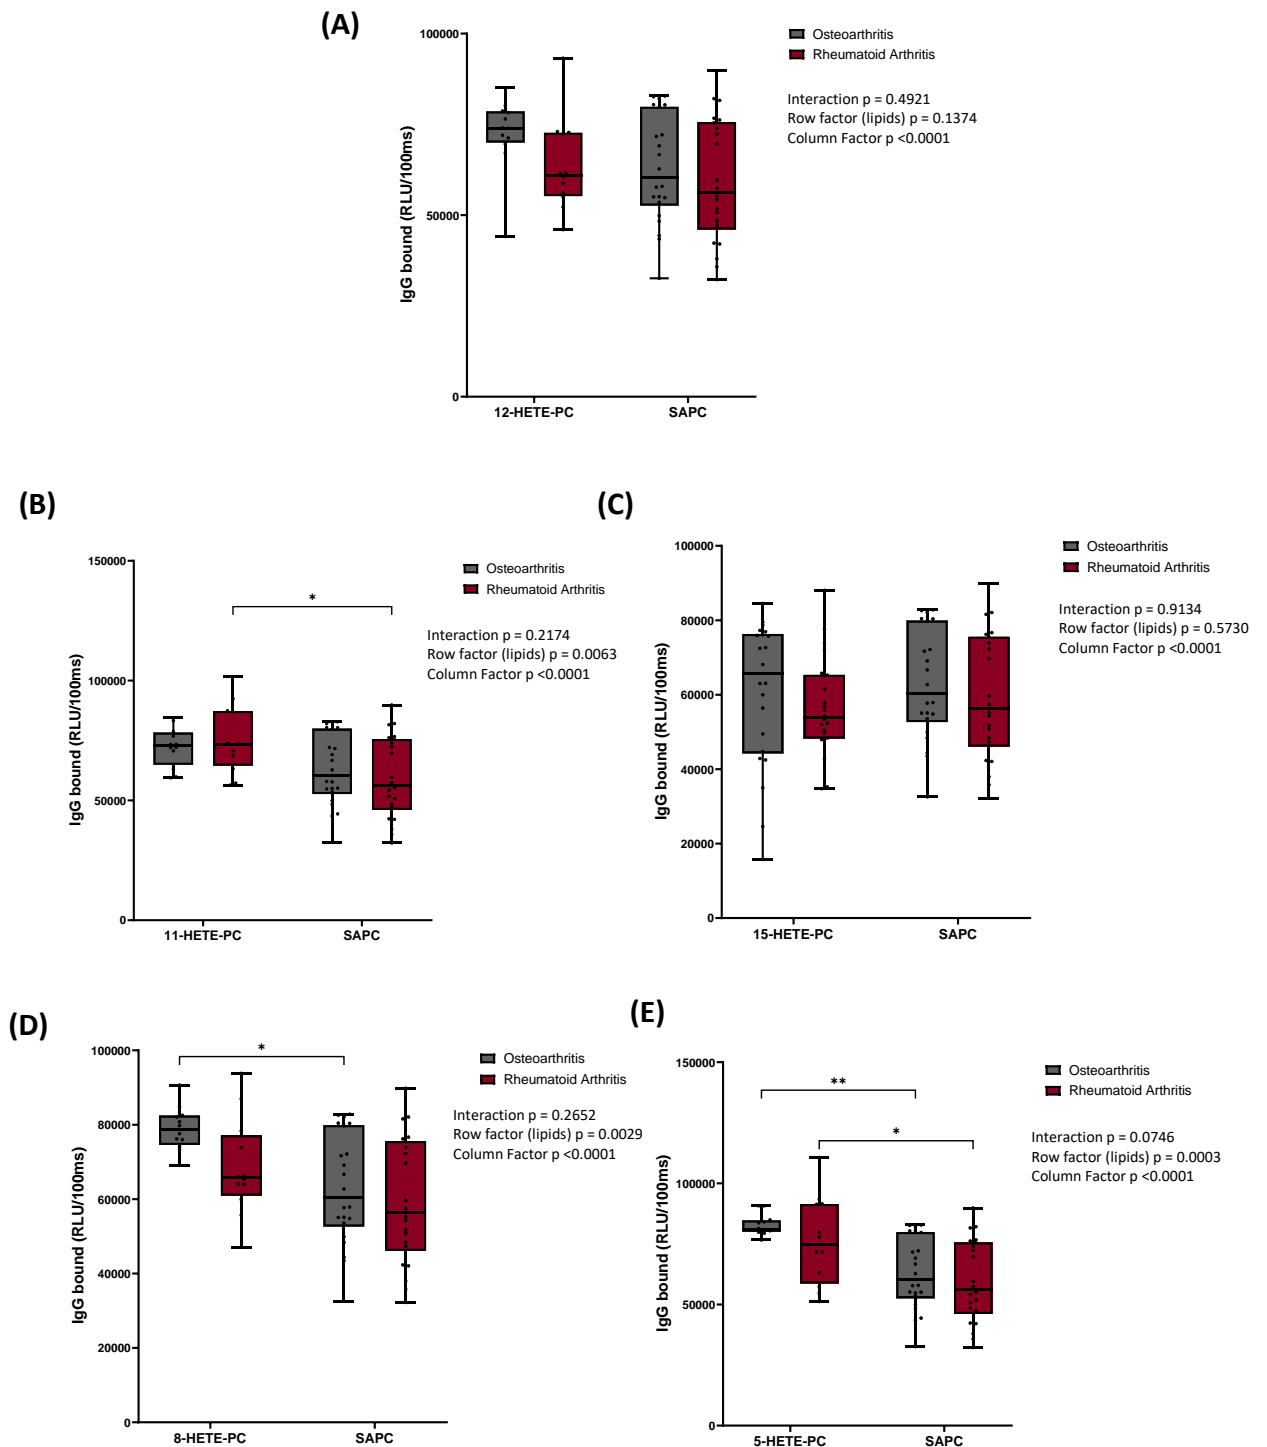 (A)
100000
50000
0
IgG bound (RLU/100ms)
12-HETE-PC
SAPC
Osteoarthritis
Rheumatoid Arthritis
Interaction p = 0.4921
Row factor (lipids) p = 0.1374
Column Factor p <0.0001
(B)
150000
100000
50000
0
IgG bound (RLU/100ms)
*
11-HETE-PC
SAPC
Osteoarthritis
Rheumatoid Arthritis
Interaction p = 0.2174
Row factor (lipids) p = 0.0063
Column Factor p <0.0001
(C)
100000
80000
60000
40000
20000
0
IgG bound (RLU/100ms)
15-HETE-PC
SAPC
Osteoarthritis
Rheumatoid Arthritis
Interaction p = 0.9134
Row factor (lipids) p = 0.5730
Column Factor p <0.0001
(D)
100000
80000
60000
40000
20000
0
IgG bound (RLU/100ms)
*
8-HETE-PC
SAPC
Osteoarthritis
Rheumatoid Arthritis
Interaction p = 0.2652
Row factor (lipids) p = 0.0029
Column Factor p <0.0001
(E)
150000
100000
50000
0
IgG bound (RLU/100ms)
**
*
5-HETE-PC
SAPC
Osteoarthritis
Rheumatoid Arthritis
Interaction p = 0.0746
Row factor (lipids) p = 0.0003
Column Factor p <0.0001